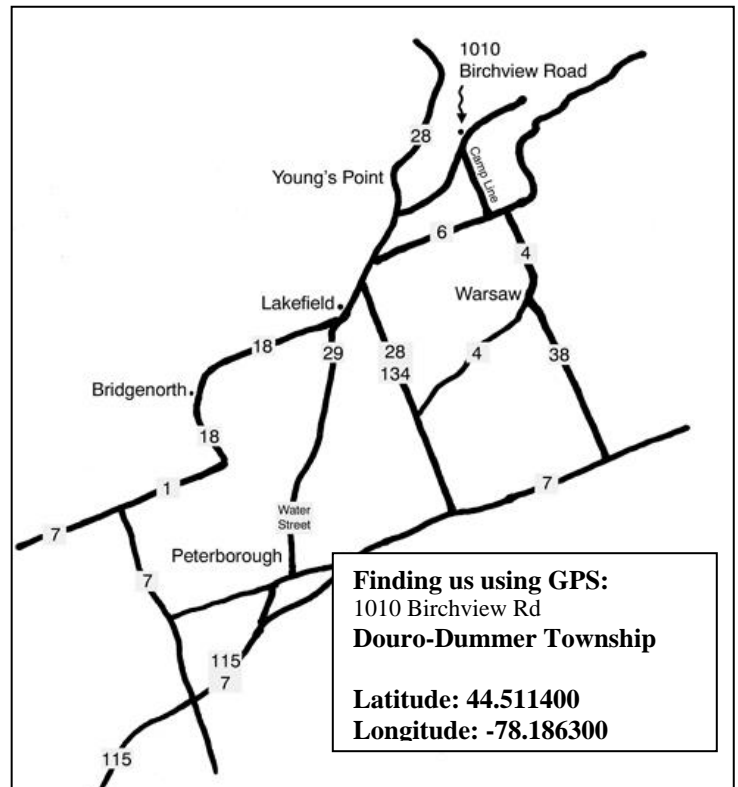 1010
Birchview Road
28
Young's Point
Camp Line
6
4
Warsaw
Lakefield
18
29
28
134
4
38
Bridgenorth
18
1
7
7
Water
Street
Peterborough
7
115
7
115
Finding us using GPS:
1010 Birchview Rd
Douro-Dummer Township
Latitude: 44.511400
Longitude: -78.186300